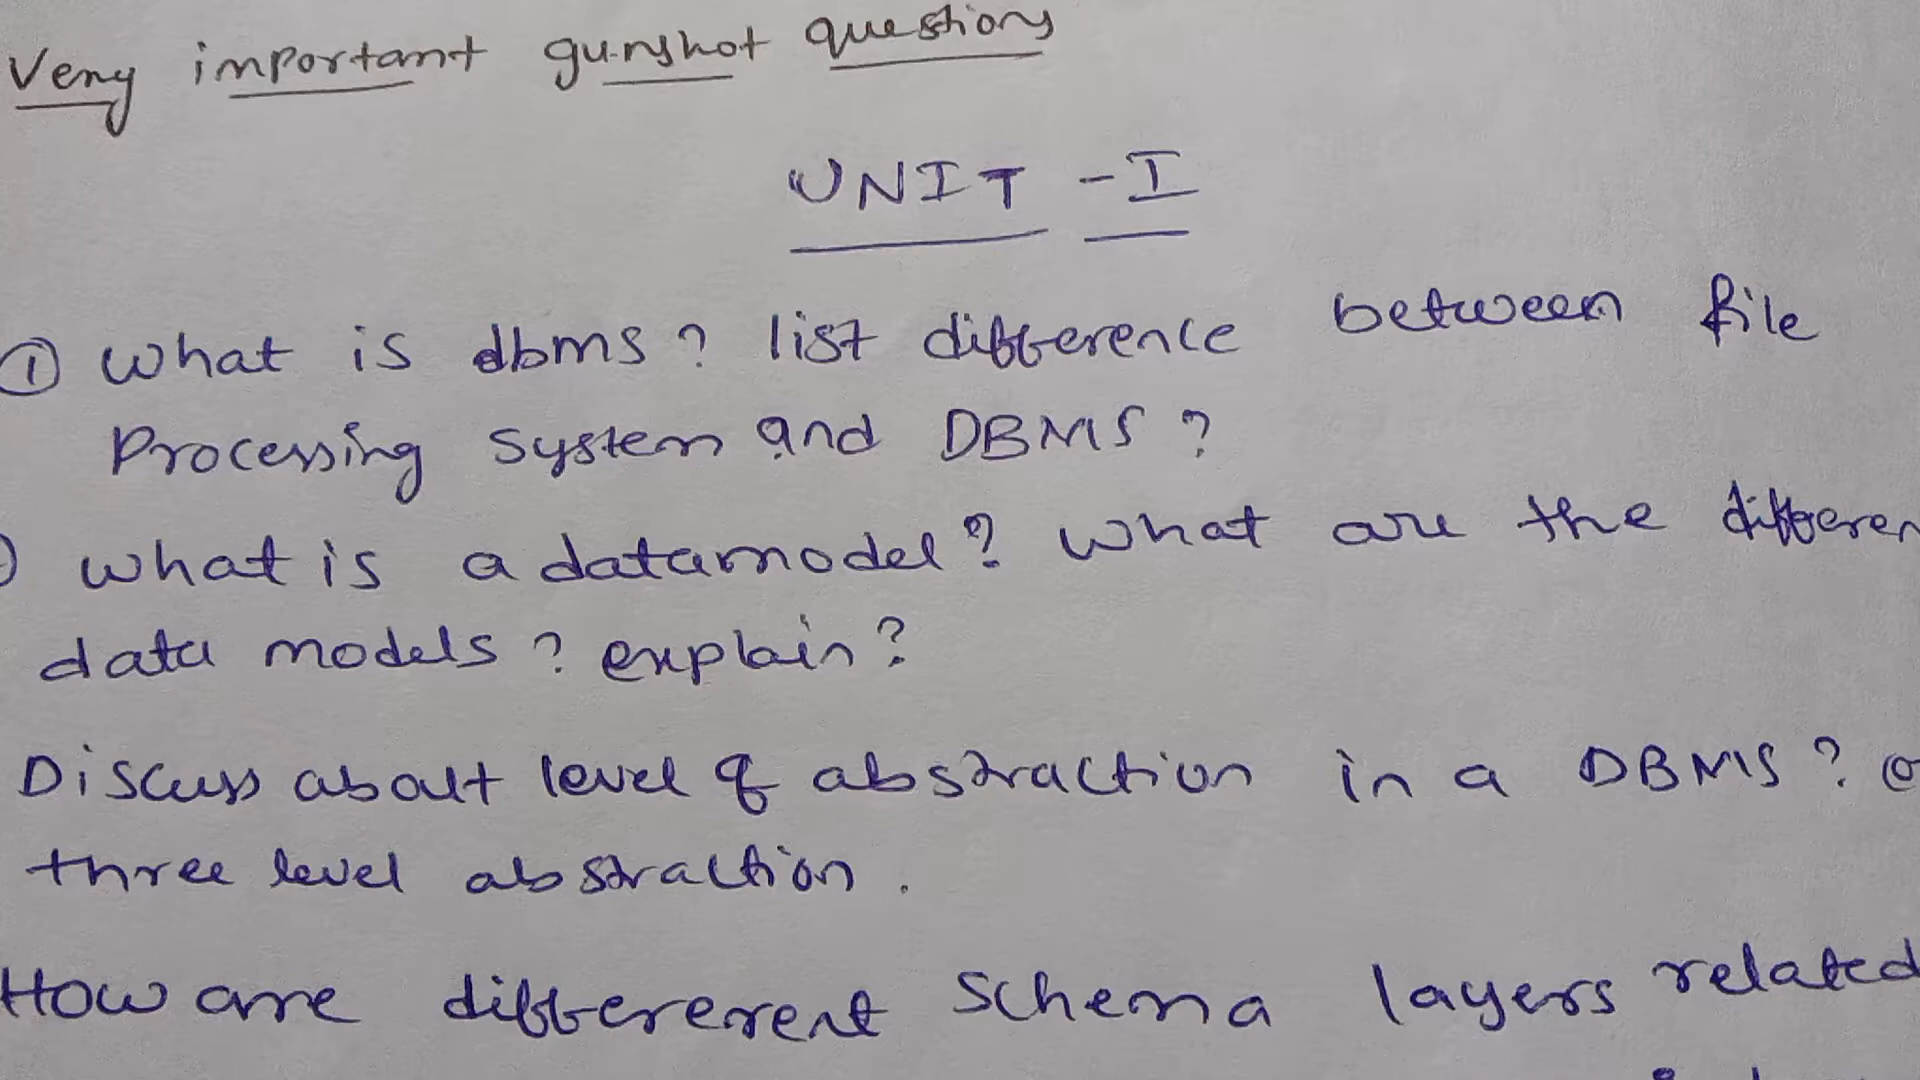 Very important gunshot questions
UNIT - I
① What is dbms? list difference between file
Processing System and DBMS?
what is a datamodel? What are the differen
data models? explain?
Discuss about level of abstraction in a DBMS?
three level abstraction.
How are differerent Schema layers related